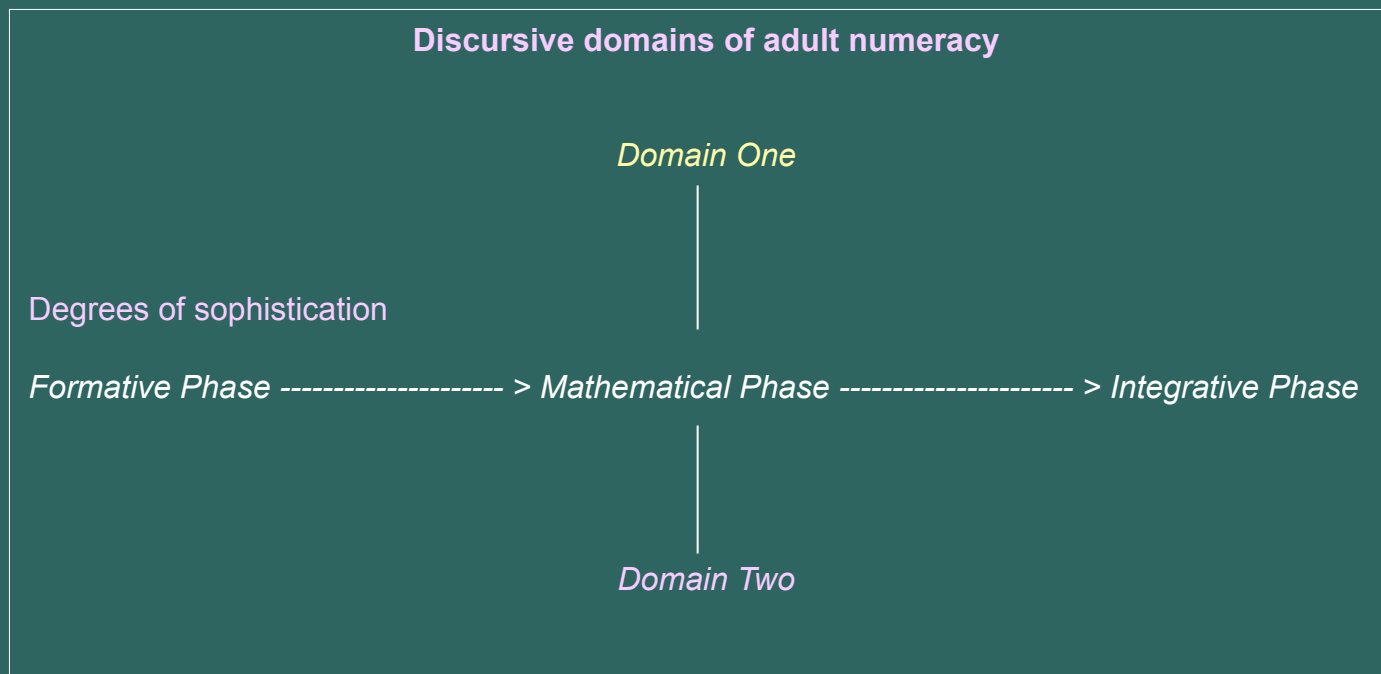 Discursive domains of adult numeracy
Domain One
Degrees of sophistication
Formative Phase --------------------- > Mathematical Phase ---------------------- > Integrative Phase
Domain Two